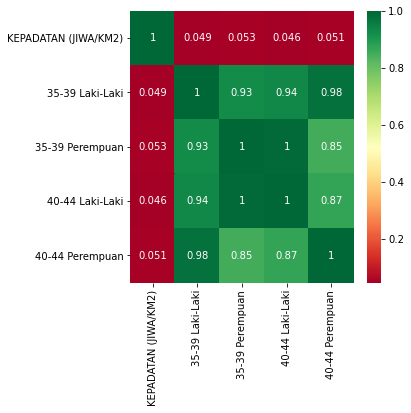 KEPADATAN (JIWA/KM2) 1 0.049 0.053 0.046 0.051
35-39 Laki-Laki 0.049 1 0.93 0.94 0.98
35-39 Perempuan 0.053 0.93 1 1 0.85
40-44 Laki-Laki 0.046 0.94 1 1 0.87
40-44 Perempuan 0.051 0.98 0.85 0.87 1
KEPADATAN (JIWA/KM2)
35-39 Laki-Laki
35-39 Perempuan
40-44 Laki-Laki
40-44 Perempuan
1.0
0.8
0.6
0.4
0.2